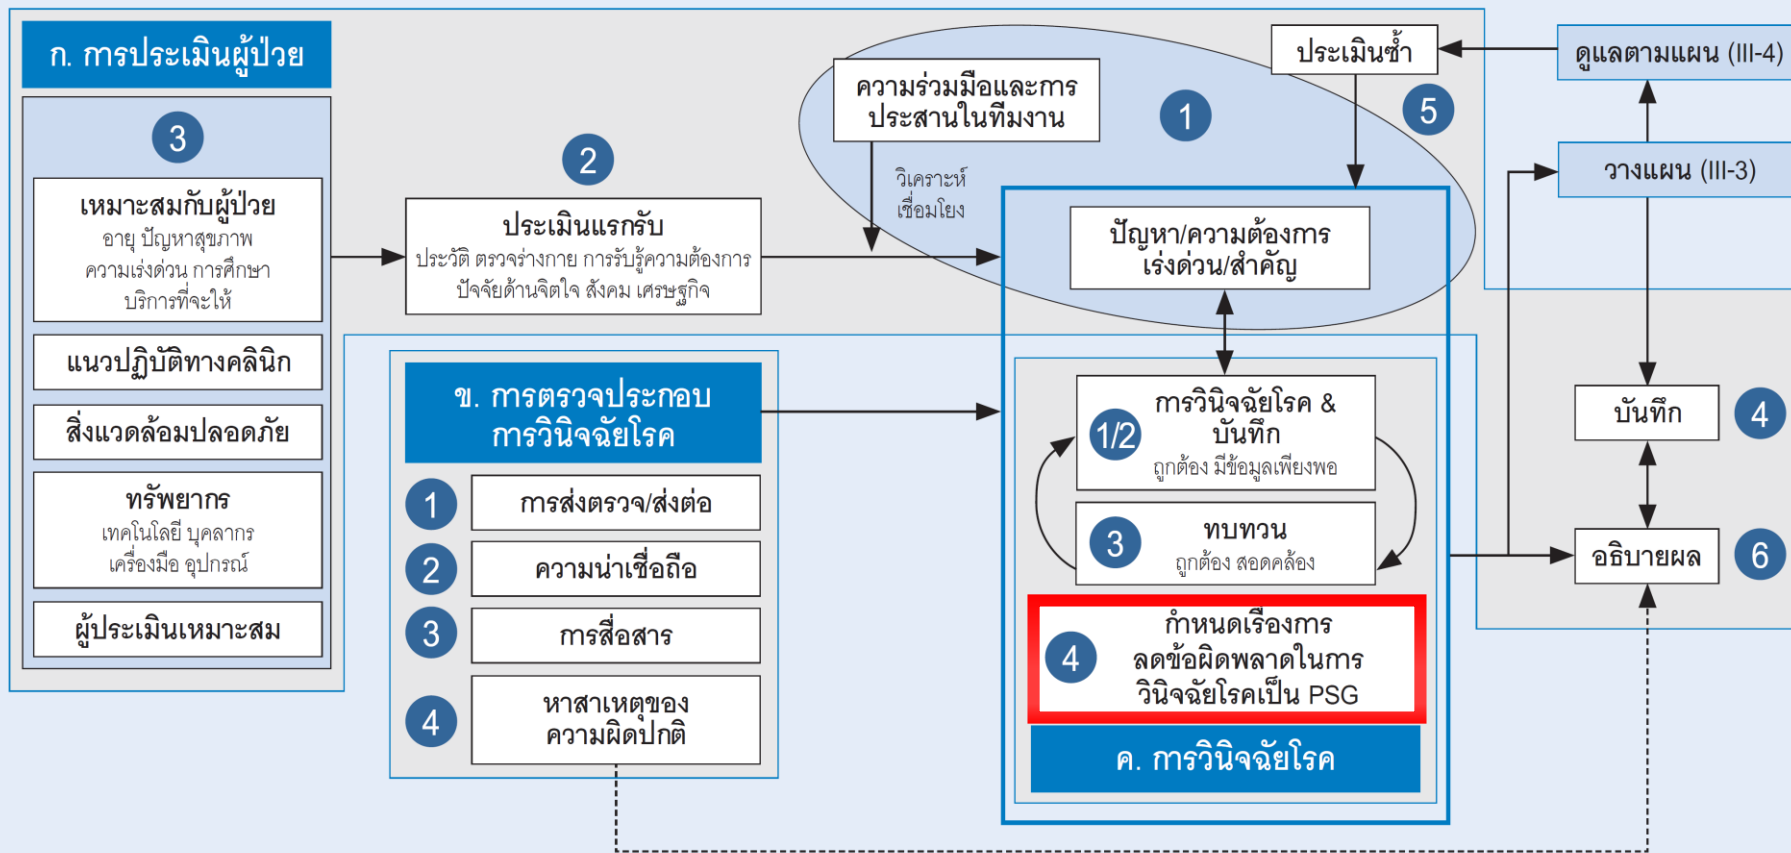 ก. การประเมินผู้ป่วย
3
เหมาะสมกับผู้ป่วย
อายุ ปัญหาสุขภาพ
ความเร่งด่วน การศึกษา
บริการที่จะให้
แนวปฏิบัติทางคลินิก
สิ่งแวดล้อมปลอดภัย
ทรัพยากร
เทคโนโลยี บุคลากร
เครื่องมือ อุปกรณ์
ผู้ประเมินเหมาะสม
2
ประเมินแรกรับ
ประวัติ ตรวจร่างกาย การรับรู้ความต้องการ
ปัจจัยด้านจิตใจ สังคม เศรษฐกิจ
ความร่วมมือและการ
ประสานในทีมงาน
1
วิเคราะห์
เชื่อมโยง
ประเมินซ้ำ
5
ดูแลตามแผน (III-4)
วางแผน (III-3)
ปัญหา/ความต้องการ
เร่งด่วน/สำคัญ
ข. การตรวจประกอบ
การวินิจฉัยโรค
1
การส่งตรวจ/ส่งต่อ
2
ความน่าเชื่อถือ
3
การสื่อสาร
4
หาสาเหตุของ
ความผิดปกติ
1/2
การวินิจฉัยโรค &
บันทึก
ถูกต้อง มีข้อมูลเพียงพอ
3
ทบทวน
ถูกต้อง สอดคล้อง
4
กำหนดเรื่องการ
ลดข้อผิดพลาดในการ
วินิจฉัยโรคเป็น PSG
ค. การวินิจฉัยโรค
บันทึก
4
อธิบายผล
6